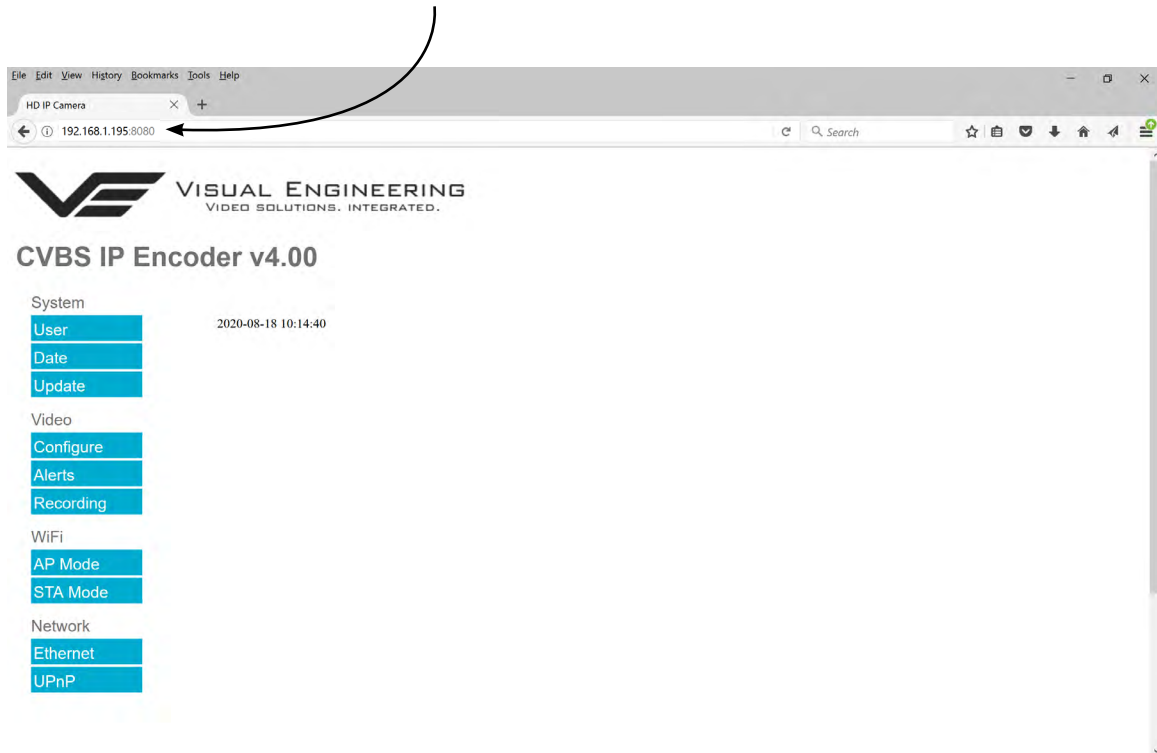 File Edit View History Bookmarks Tools Help
HD IP Camera
192.168.1.195:8080
Search
VISUAL ENGINEERING
VIDEO SOLUTIONS. INTEGRATED.
CVBS IP Encoder v4.00
System
User
2020-08-18 10:14:40
Date
Update
Video
Configure
Alerts
Recording
WiFi
AP Mode
STA Mode
Network
Ethernet
UPnP